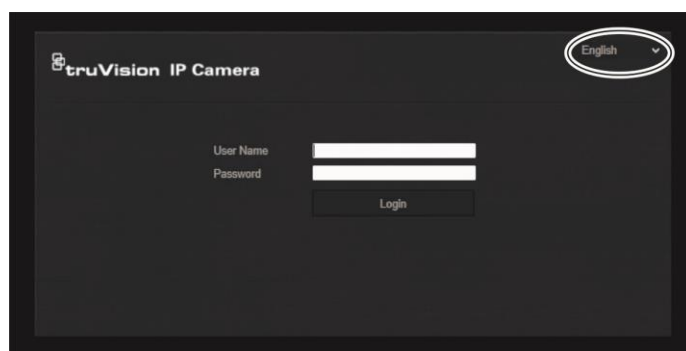 English
truVision IP Camera
User Name
Password
Login